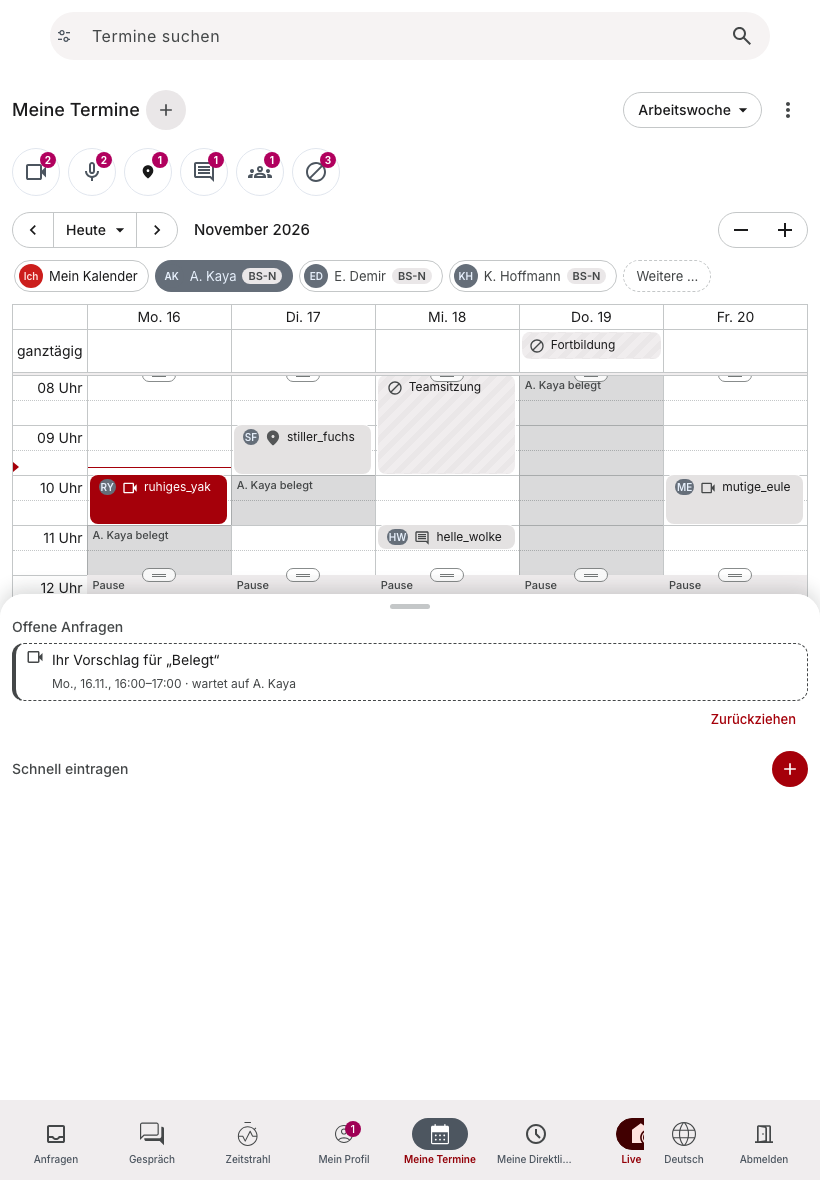 Termine suchen
Meine Termine
Arbeitswoche
2 2 1 1 1 3
Heute
November 2026
Ich Mein Kalender
AK A. Kaya BS-N
ED E. Demir BS-N
KH K. Hoffmann BS-N
Weitere ...
Mo. 16 Di. 17 Mi. 18 Do. 19 Fr. 20
ganztägig
Fortbildung
08 Uhr
Teamsitzung
A. Kaya belegt
09 Uhr
SF stiller_fuchs
10 Uhr
RY ruhiges_yak
A. Kaya belegt
ME mutige_eule
11 Uhr
A. Kaya belegt
HW helle_wolke
12 Uhr
Pause Pause Pause Pause Pause
Offene Anfragen
Ihr Vorschlag für „Belegt“
Mo., 16.11., 16:00–17:00 · wartet auf A. Kaya
Zurückziehen
Schnell eintragen
1
Anfragen
Gespräch
Zeitstrahl
Mein Profil
Meine Termine
Meine Direktli...
Live
Deutsch
Abmelden